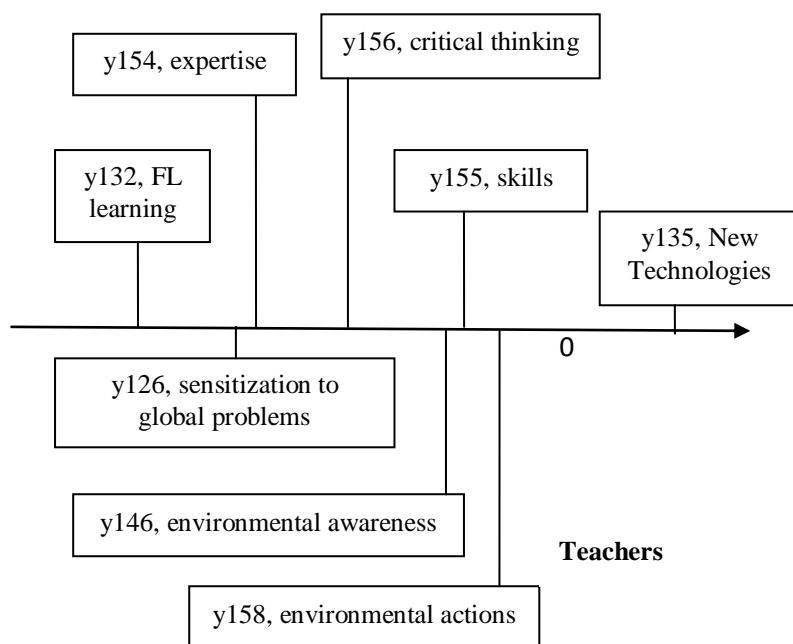 y156, critical thinking
y154, expertise
y132, FL
learning
y155, skills
y135, New
Technologies
0
y126, sensitization to
global problems
y146, environmental awareness
Teachers
y158, environmental actions